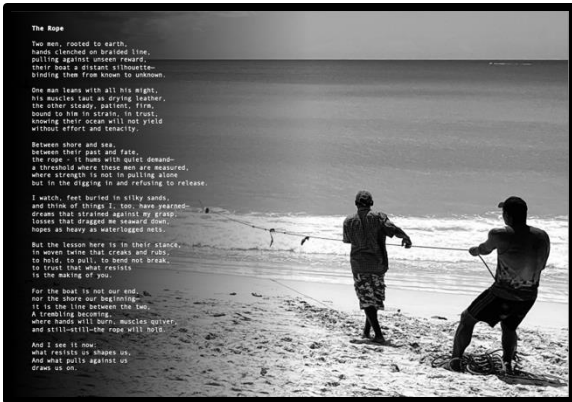 The Rope
Two men, rooted to earth,
hands clenched on braided line,
pulling against unseen reward,
their boat a distant silhouette—
binding them from known to unknown.
One man leans with all his might,
his muscles taut as drying leather,
the other steady, patient, firm,
bound to him in strain, in trust,
knowing their ocean will not yield
without effort and tenacity.
Between shore and sea,
between their past and fate,
the rope - it hums with quiet demand—
a threshold where these men are measured,
where strength is not in pulling alone
but in the digging in and refusing to release.
I watch, feet buried in silky sands,
and think of things I, too, have yearned—
dreams that strained against my grasp,
losses that dragged me seaward down,
hopes as heavy as waterlogged nets.
But the lesson here is in their stance,
in woven twine that creaks and rubs,
to hold, to pull, to bend not break,
to trust that what resists
is the making of you.
For the boat is not our end,
nor the shore our beginning—
it is the line between the two,
A trembling becoming,
where hands will burn, muscles quiver,
and still—still—the rope will hold.
And I see it now:
what resists us shapes us,
And what pulls against us
draws us on.